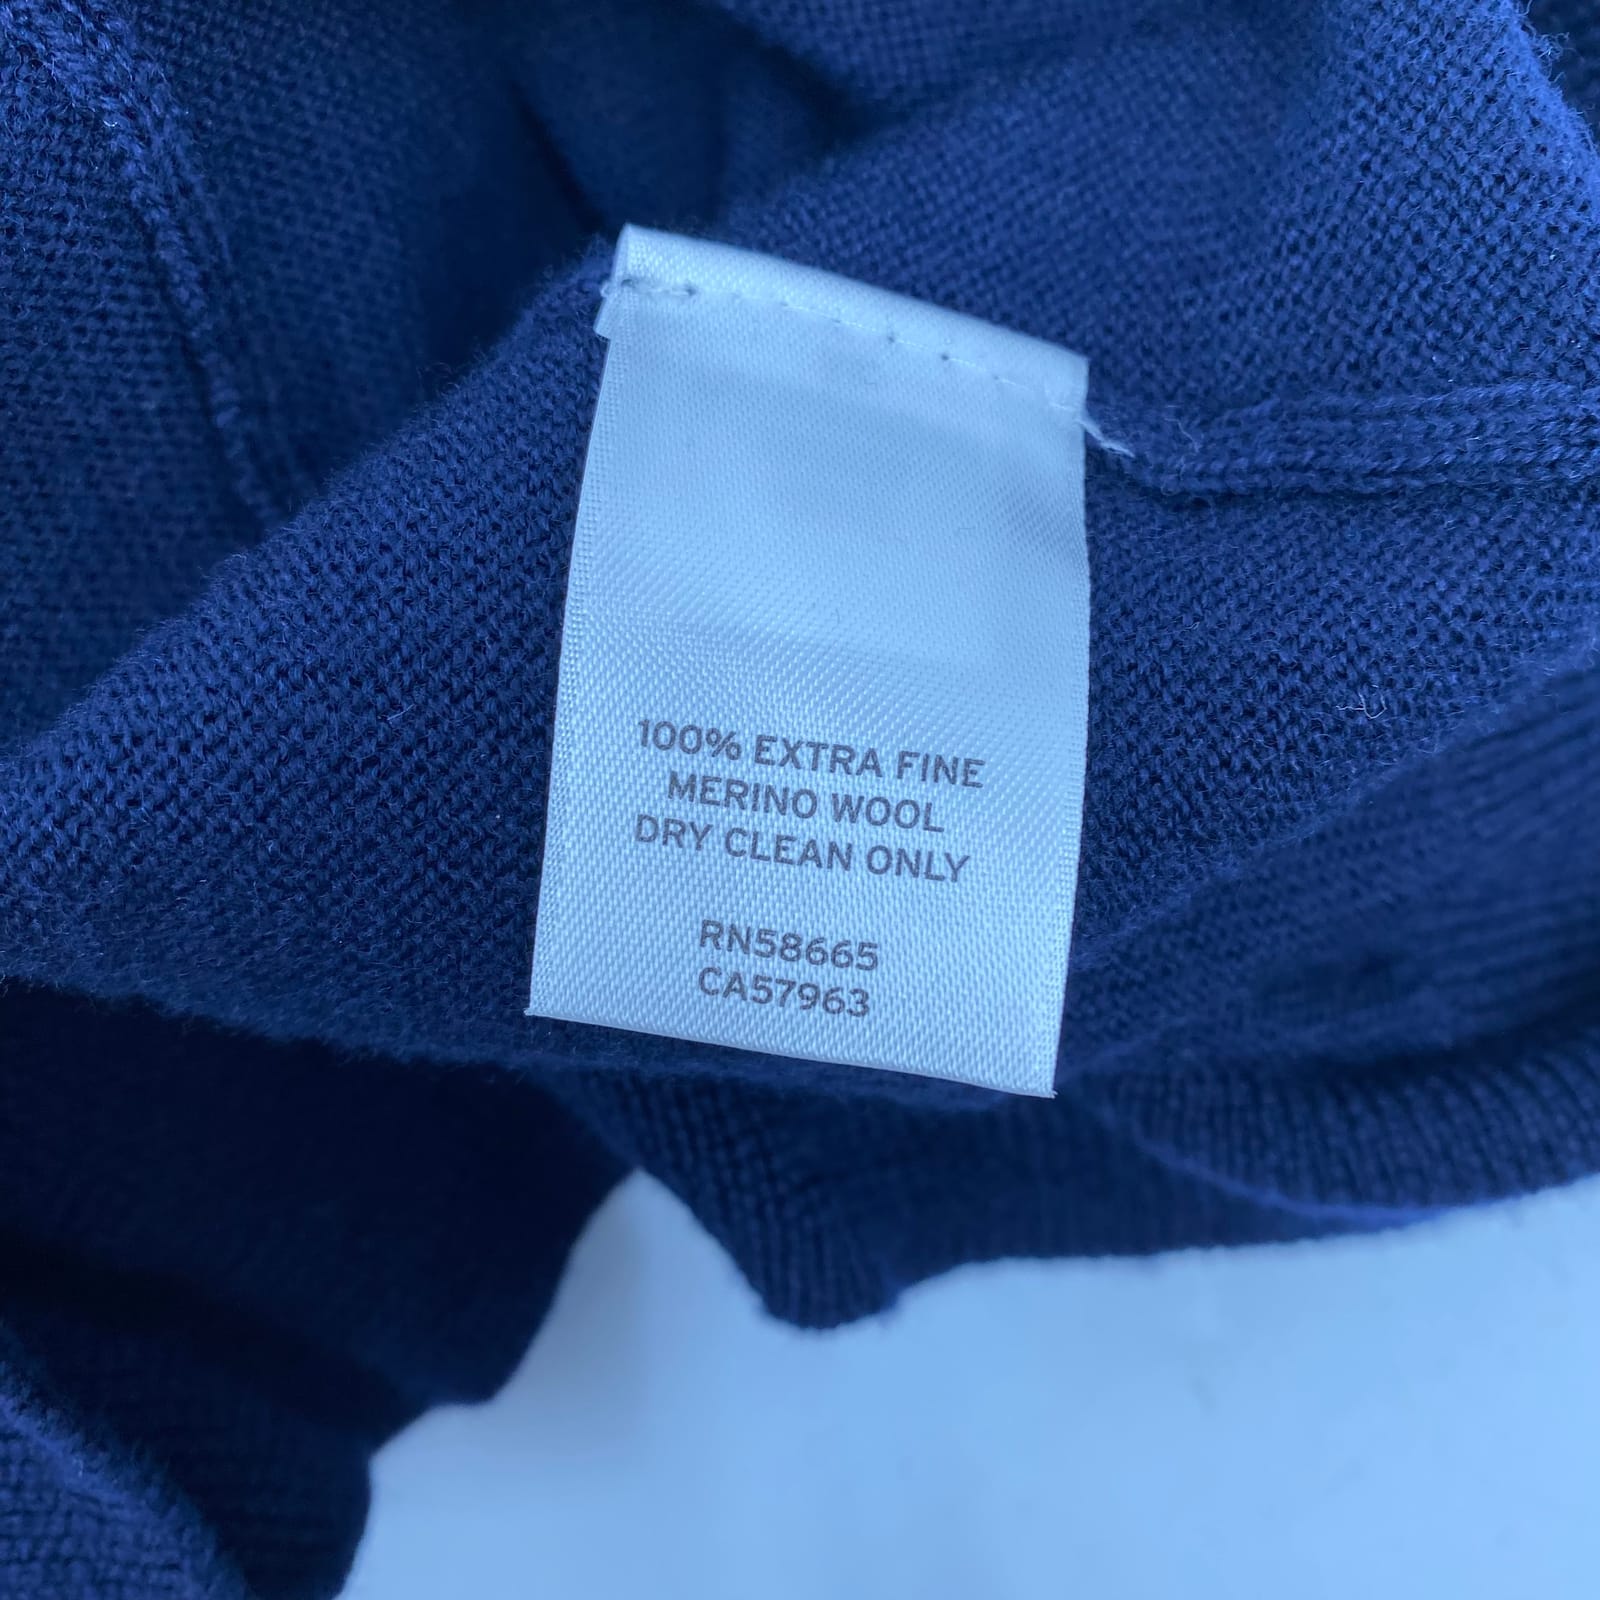 100% EXTRA FINE
MERINO WOOL
DRY CLEAN ONLY
RN58665
CA57963